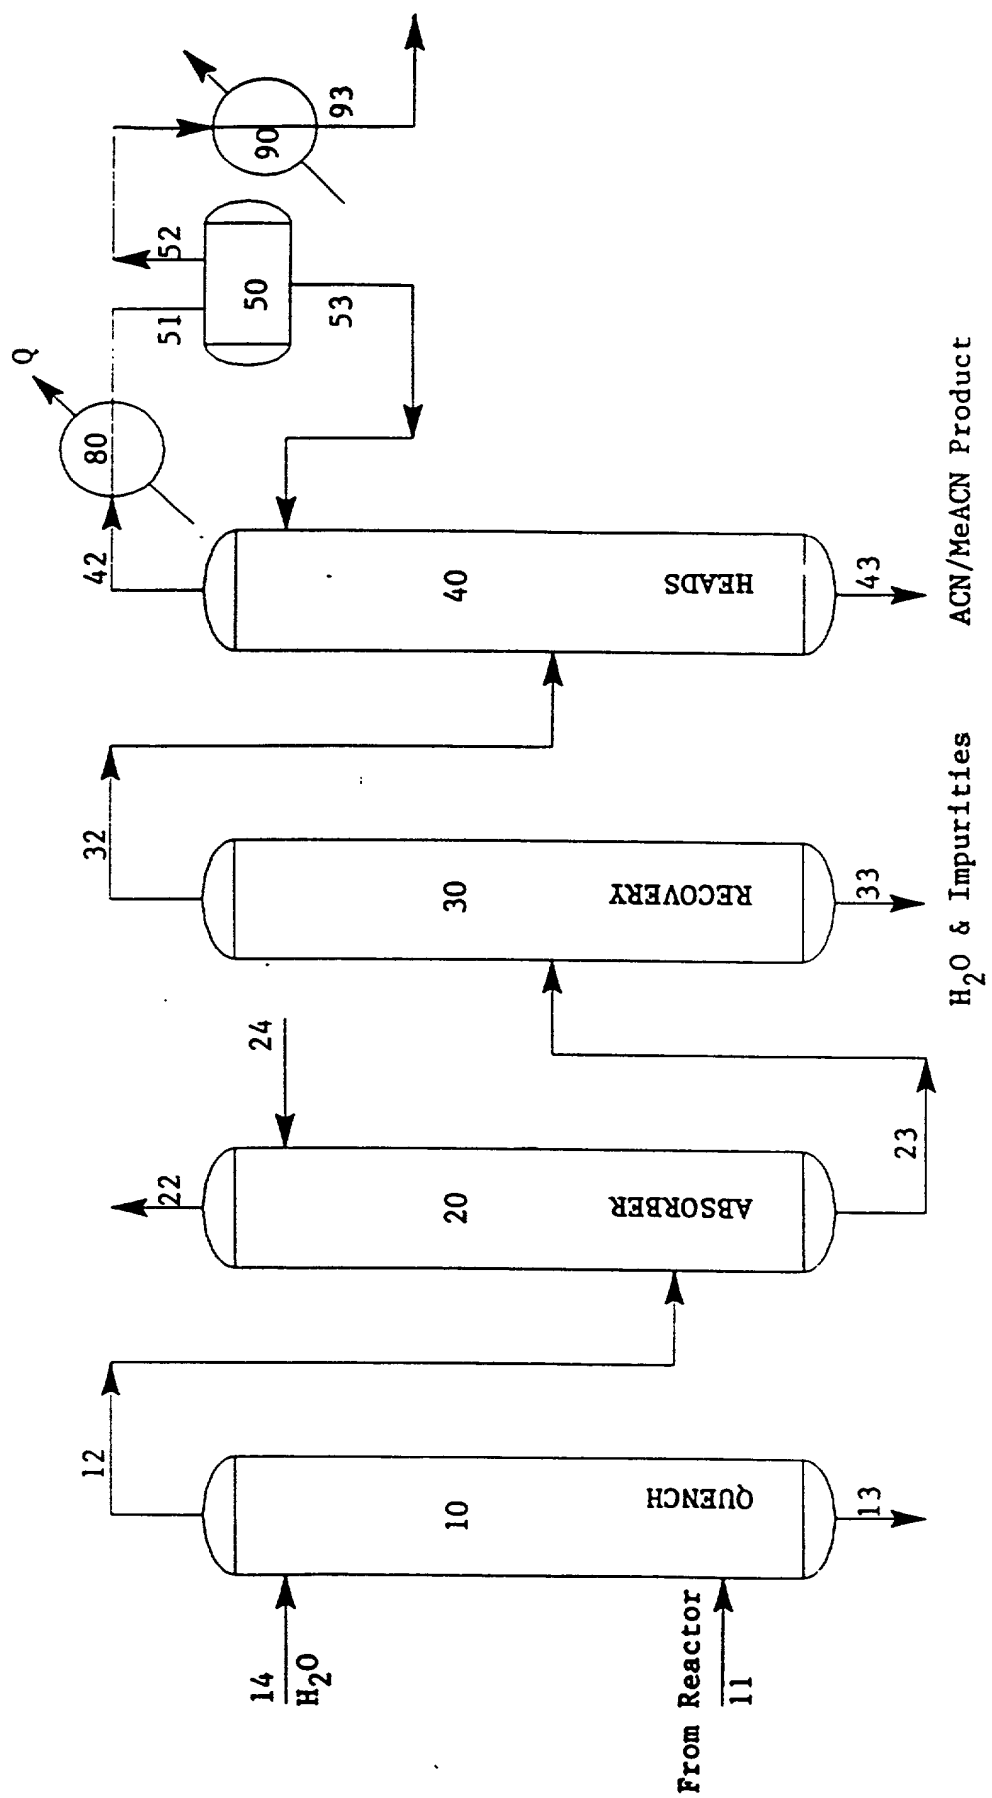 From Reactor
11
14
H2O
10
QUENCH
13
12
20
ABSORBER
22
24
23
30
RECOVERY
32
33
H2O & Impurities
40
HEADS
42
43
ACN/MeACN Product
80
Q
51
52
50
53
90
93